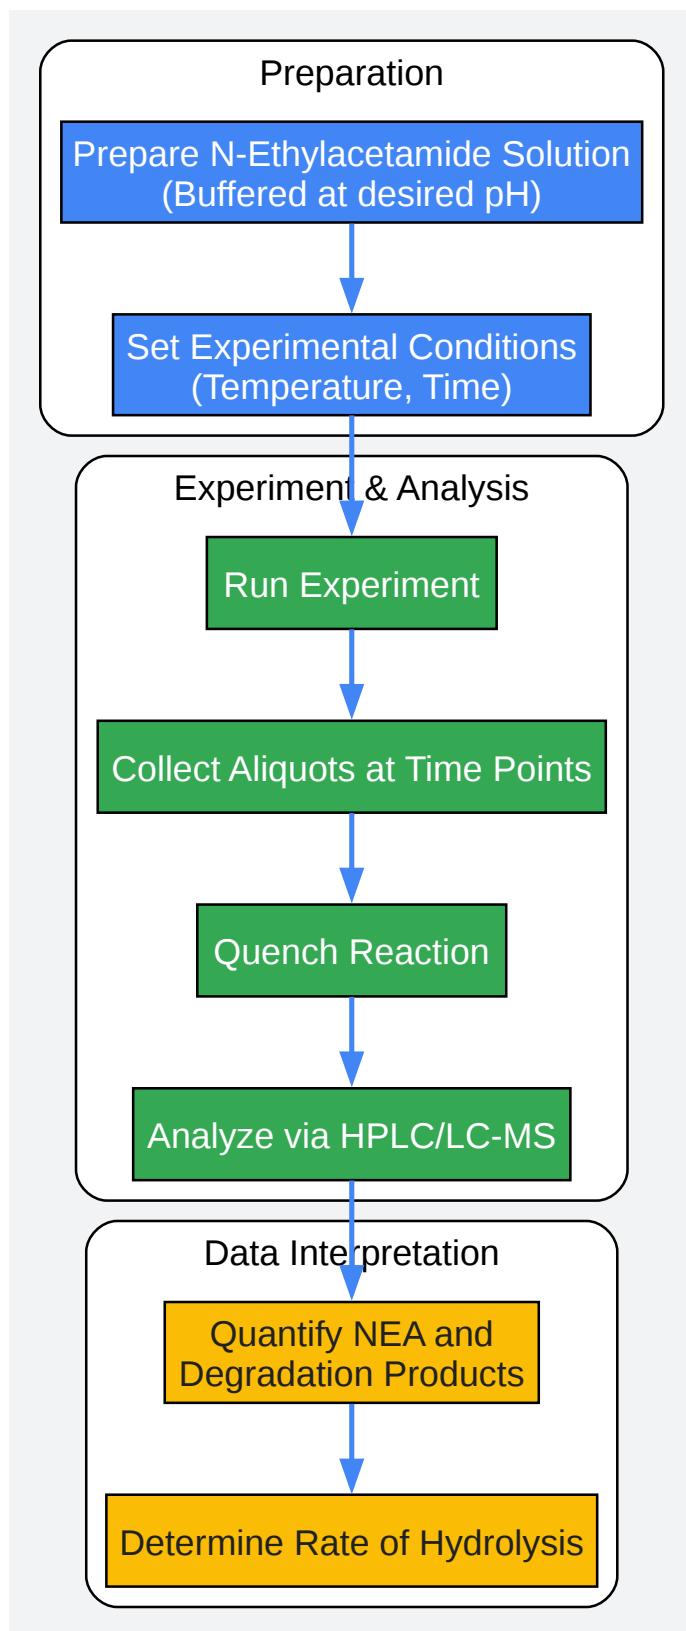 Preparation
Prepare N-Ethylacetamide Solution
(Buffered at desired pH)
Set Experimental Conditions
(Temperature, Time)
Experiment & Analysis
Run Experiment
Collect Aliquots at Time Points
Quench Reaction
Analyze via HPLC/LC-MS
Data Interpretation
Quantify NEA and
Degradation Products
Determine Rate of Hydrolysis